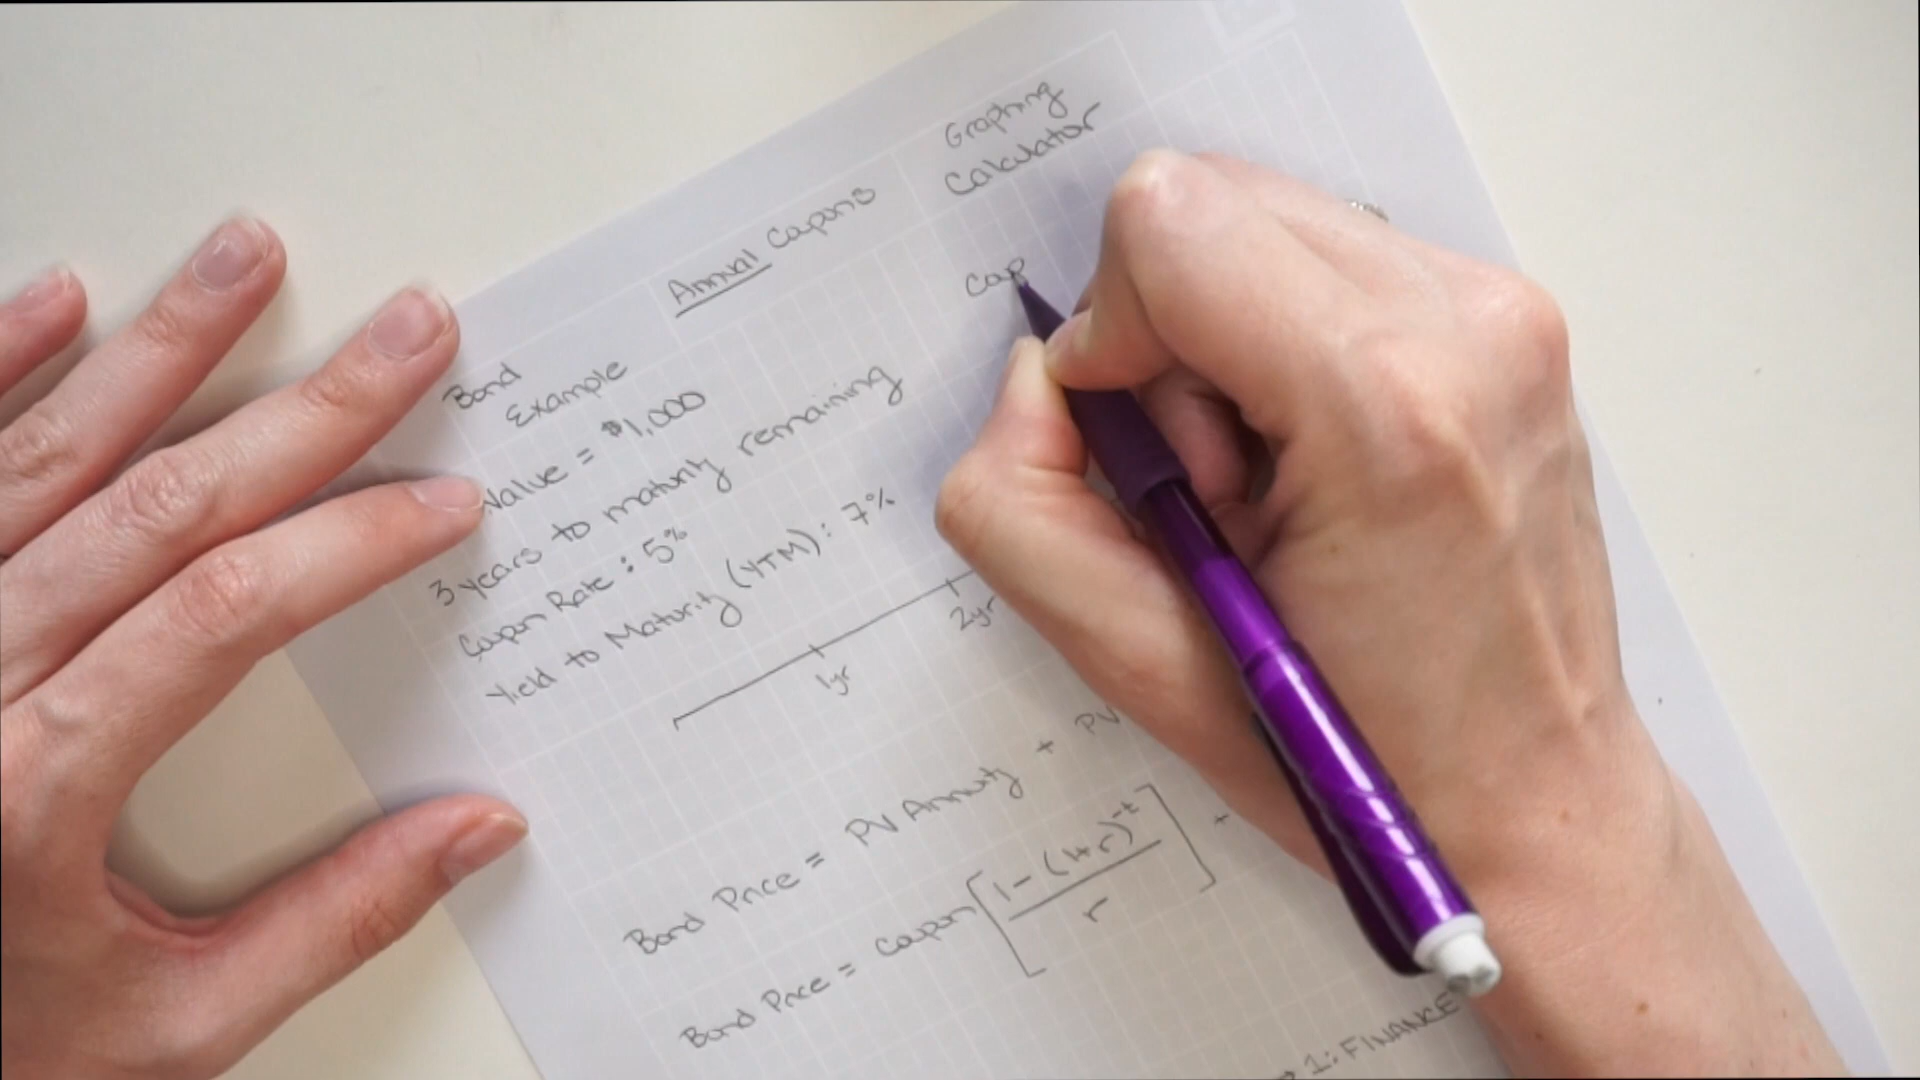 Graphing
Calculator
Annual Coupons
Bond
Example
Value = $1,000
3 years to maturity remaining
Coupon Rate : 5%
Yield to Maturity (YTM): 7%
Coup
1yr
2yr
Bond Price = PV Annuity + PV
Bond Price = Coupon [ 1-(1+r)^-t / r ] +
1: FINANCE